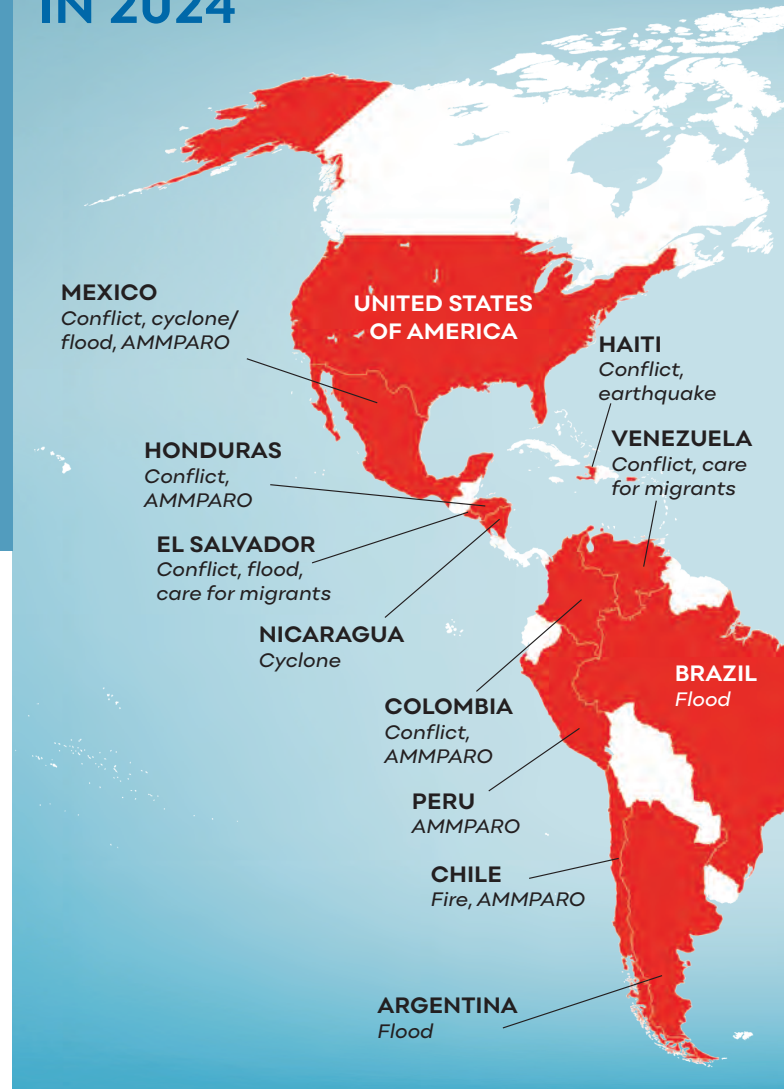 IN 2024
MEXICO
Conflict, cyclone/
flood, AMMPARO
UNITED STATES
OF AMERICA
HAITI
Conflict,
earthquake
HONDURAS
Conflict,
AMMPARO
VENEZUELA
Conflict, care
for migrants
EL SALVADOR
Conflict, flood,
care for migrants
NICARAGUA
Cyclone
BRAZIL
Flood
COLOMBIA
Conflict,
AMMPARO
PERU
AMMPARO
CHILE
Fire, AMMPARO
ARGENTINA
Flood